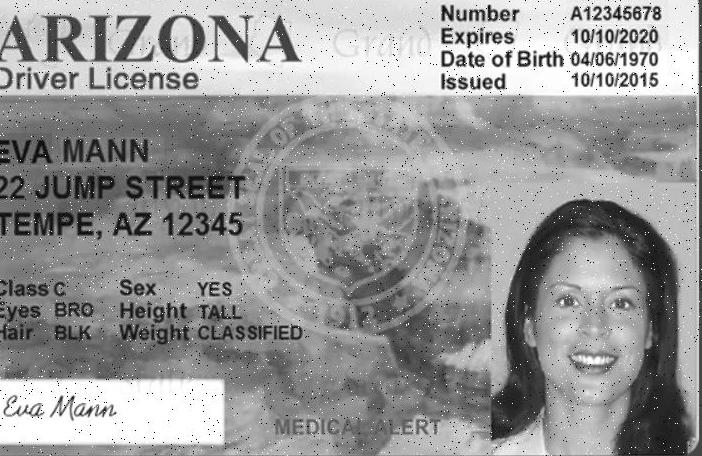 ARIZONA
Driver License
Number A12345678
Expires 10/10/2020
Date of Birth 04/06/1970
Issued 10/10/2015
EVA MANN
22 JUMP STREET
TEMPE, AZ 12345
Class C Sex YES
Eyes BRO Height TALL
Hair BLK Weight CLASSIFIED
Eva Mann
MEDICAL ALERT